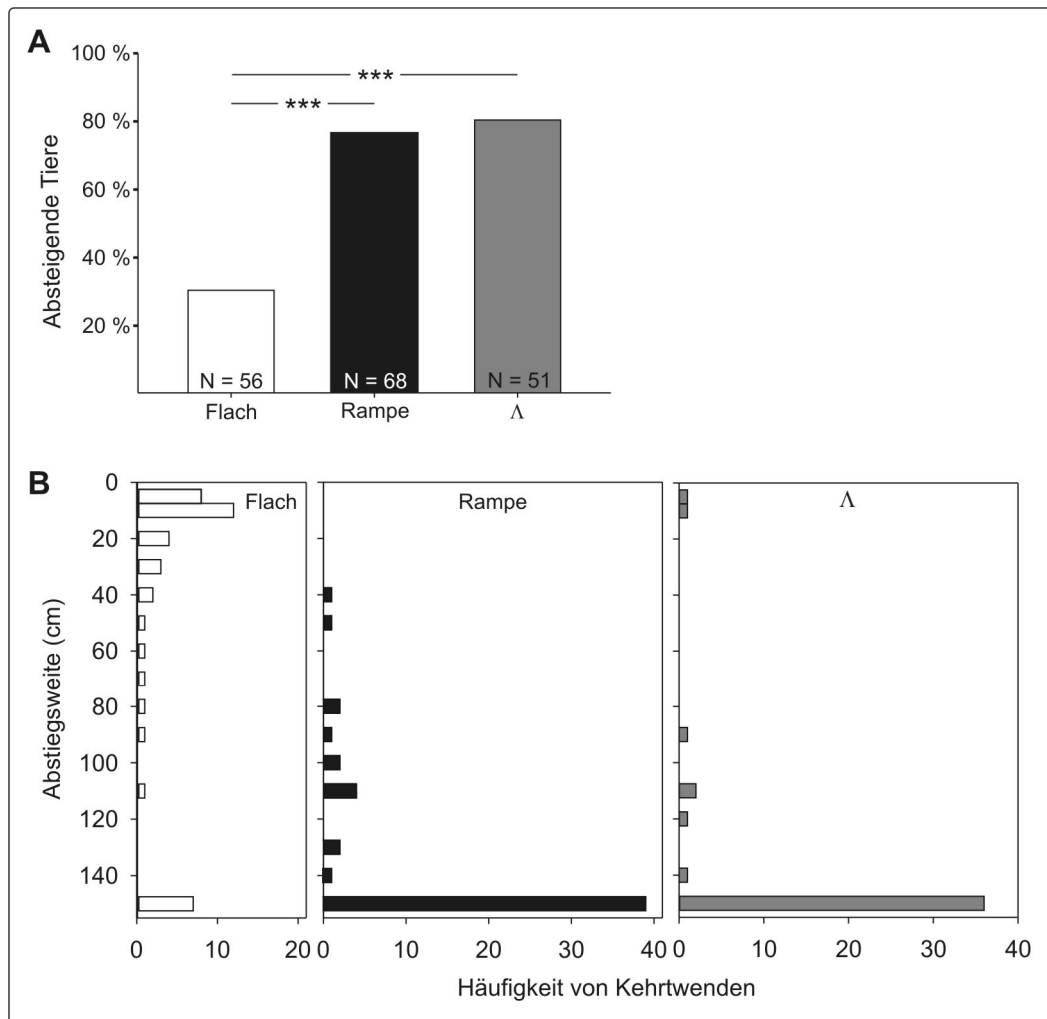 A
100 %
80 %
60 %
40 %
20 %
Absteigende Tiere
***
***
N = 56
N = 68
N = 51
Flach
Rampe
Λ
B
0
20
40
60
80
100
120
140
Abstiegsweite (cm)
Flach
Rampe
Λ
0
10
20
0
10
20
30
40
0
10
20
30
40
Häufigkeit von Kehrtwenden